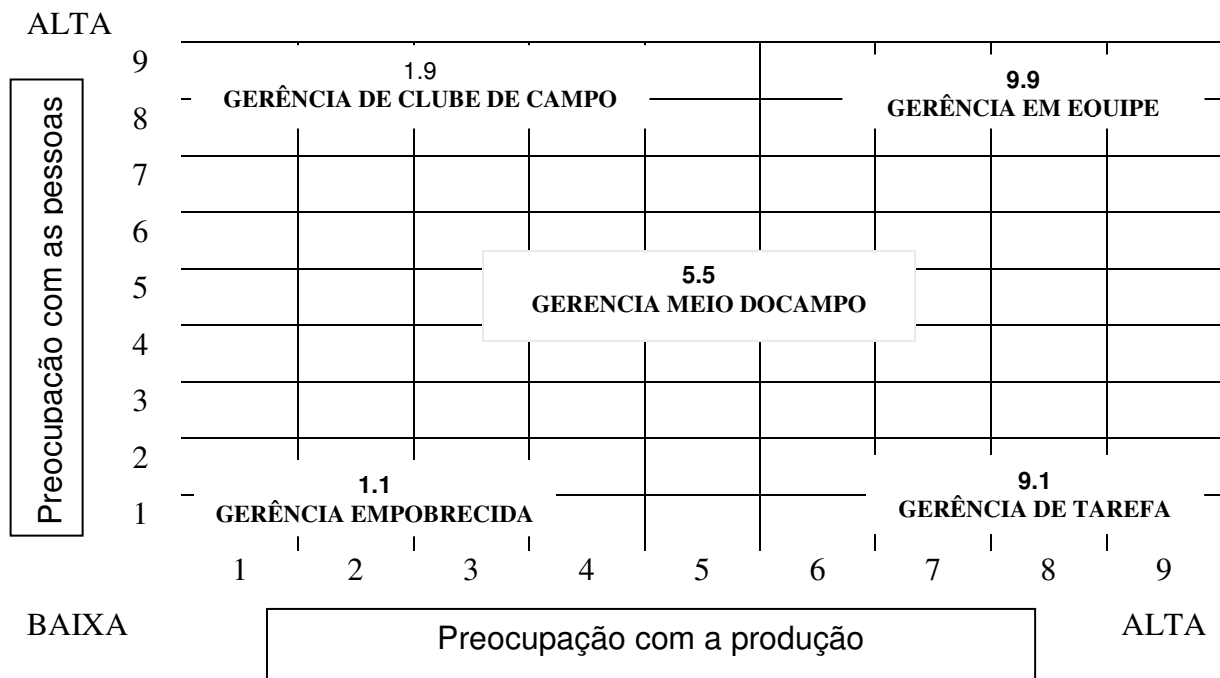 ALTA
9
1.9
GERÊNCIA DE CLUBE DE CAMPO
9.9
GERÊNCIA EM EQUIPE
8
7
6
5
5.5
GERENCIA MEIO DOCAMPO
4
3
2
1
1.1
GERÊNCIA EMPOBRECIDA
9.1
GERÊNCIA DE TAREFA
Preocupacão com as pessoas
1 2 3 4 5 6 7 8 9
BAIXA
Preocupação com a produção
ALTA